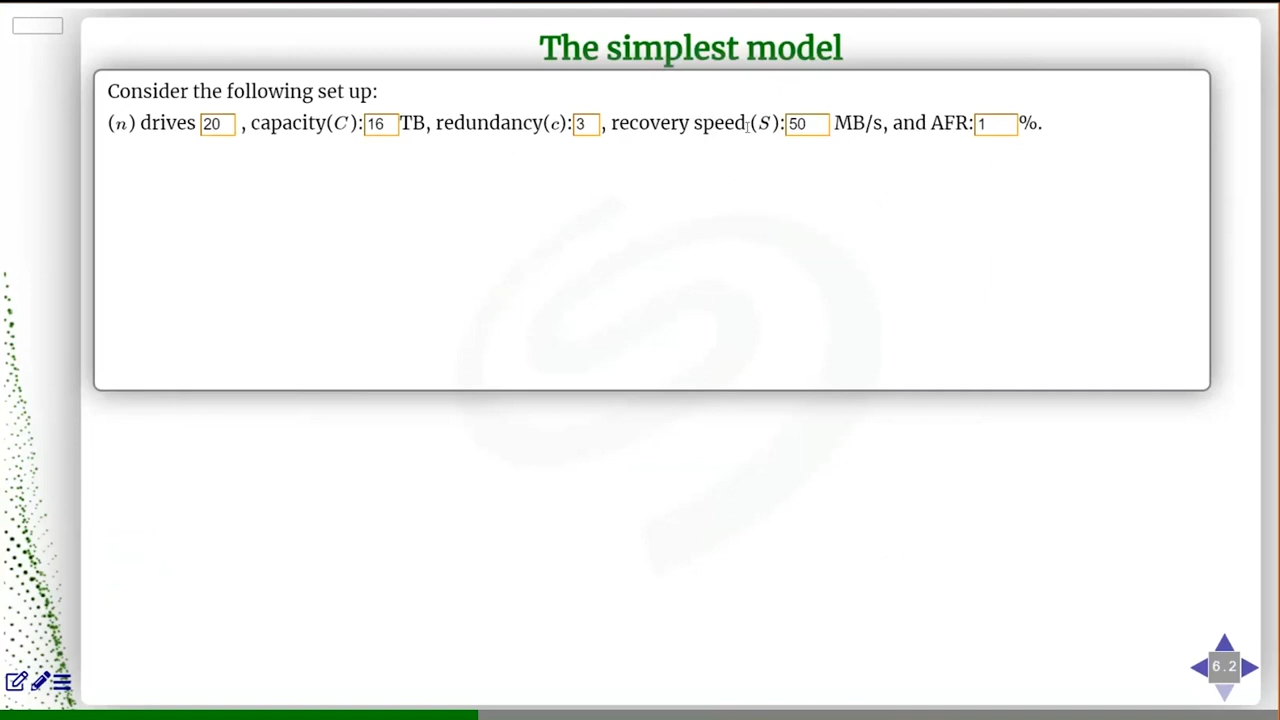 The simplest model
Consider the following set up:
(n) drives 20 , capacity(C): 16 TB, redundancy(c): 3 , recovery speed(S): 50 MB/s, and AFR: 1 %.
6.2